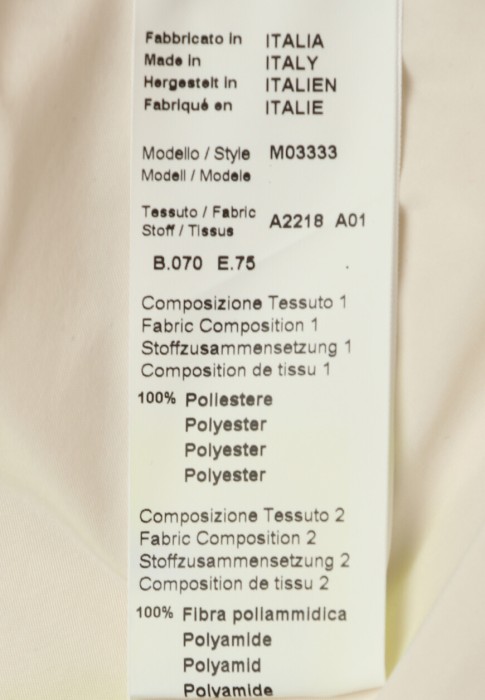 Fabbricato in ITALIA
Made in ITALY
Hergestelt in ITALIEN
Fabriqué en ITALIE
Modello / Style M03333
Modell / Modele
Tessuto / Fabric A2218 A01
Stoff / Tissus
B.070 E.75
Composizione Tessuto 1
Fabric Composition 1
Stoffzusammensetzung 1
Composition de tissu 1
100% Poliestere
Polyester
Polyester
Polyester
Composizione Tessuto 2
Fabric Composition 2
Stoffzusammensetzung 2
Composition de tissu 2
100% Fibra poliammidica
Polyamide
Polyamid
Polyamide